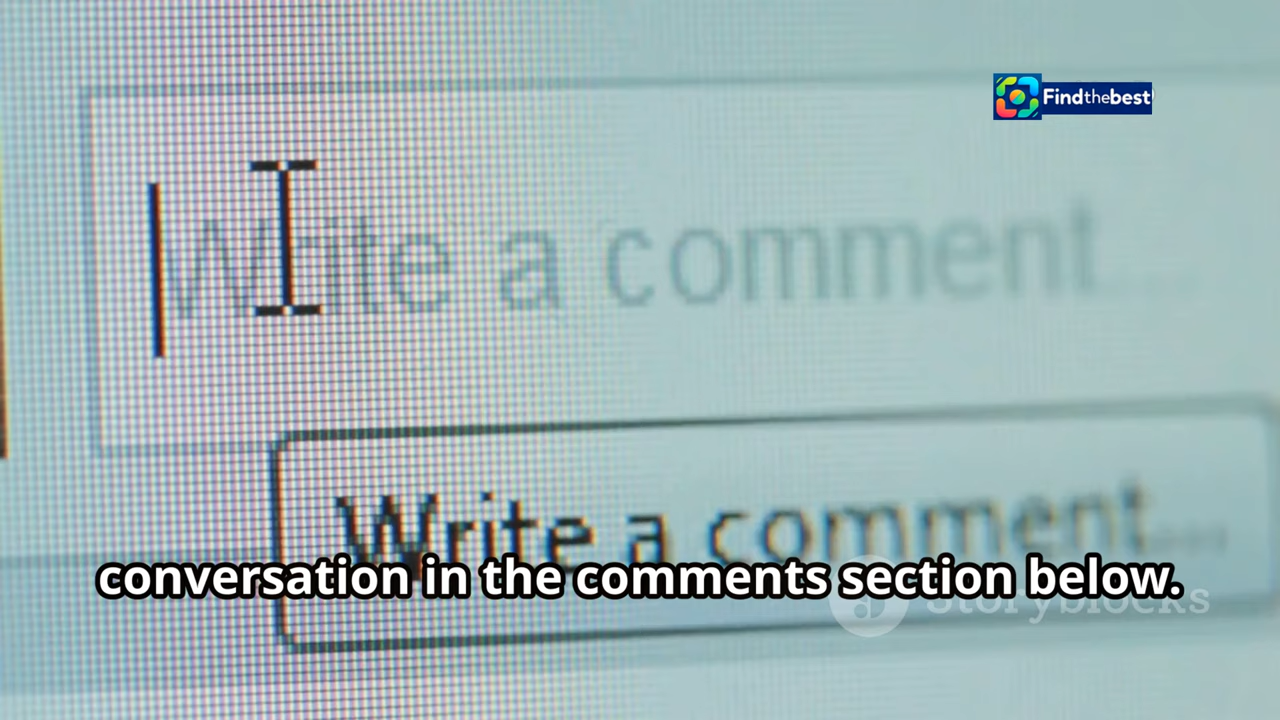 Findthebest
Write a comment...
Write a comment...
conversation in the comments section below.
Storyblocks